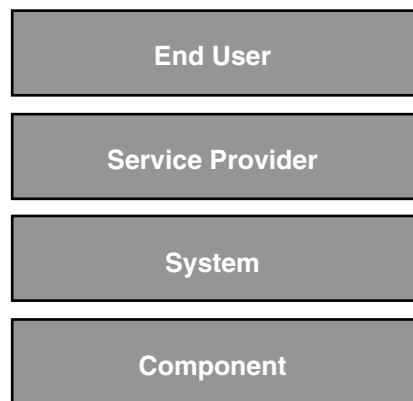 End User
Service Provider
System
Component